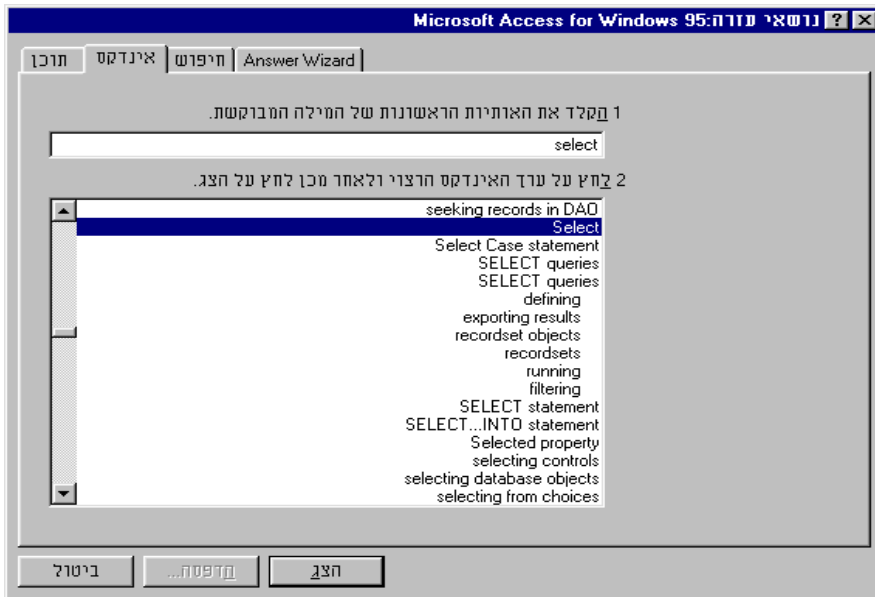 נושאי עזרה:Microsoft Access for Windows 95
תוכן
אינדקס
חיפוש
Answer Wizard
1 הקלד את האותיות הראשונות של המילה המבוקשת.
select
2 לחץ על ערך האינדקס הרצוי ולאחר מכן לחץ על הצג.
seeking records in DAO
Select
Select Case statement
SELECT queries
SELECT queries
defining
exporting results
recordset objects
recordsets
running
filtering
SELECT statement
SELECT...INTO statement
Selected property
selecting controls
selecting database objects
selecting from choices
הצג
הדפסה...
ביטול